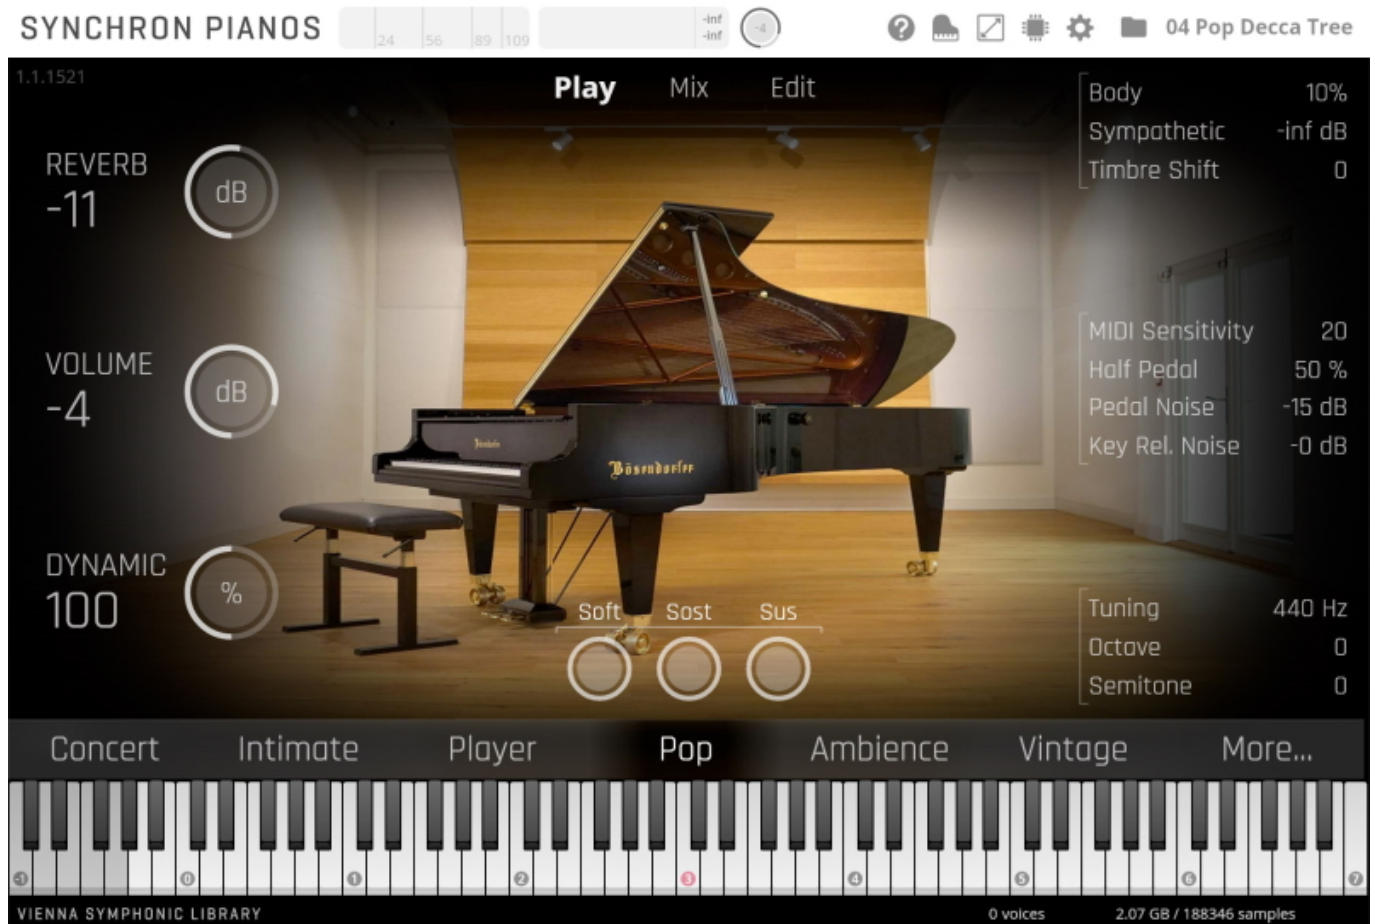 SYNCHRON PIANOS
24 56 89 109
-inf
-inf
-4
?
04 Pop Decca Tree
1.1.1521
Play Mix Edit
Body 10%
Sympathetic -inf dB
Timbre Shift 0
REVERB
-11
dB
VOLUME
-4
dB
MIDI Sensitivity 20
Half Pedal 50 %
Pedal Noise -15 dB
Key Rel. Noise -0 dB
Bösendorfer
Bösendorfer
DYNAMIC
100
%
Soft Sost Sus
Tuning 440 Hz
Octave 0
Semitone 0
Concert Intimate Player Pop Ambience Vintage More...
-1 0 1 2 3 4 5 6 7
VIENNA SYMPHONIC LIBRARY
0 voices 2.07 GB / 188346 samples